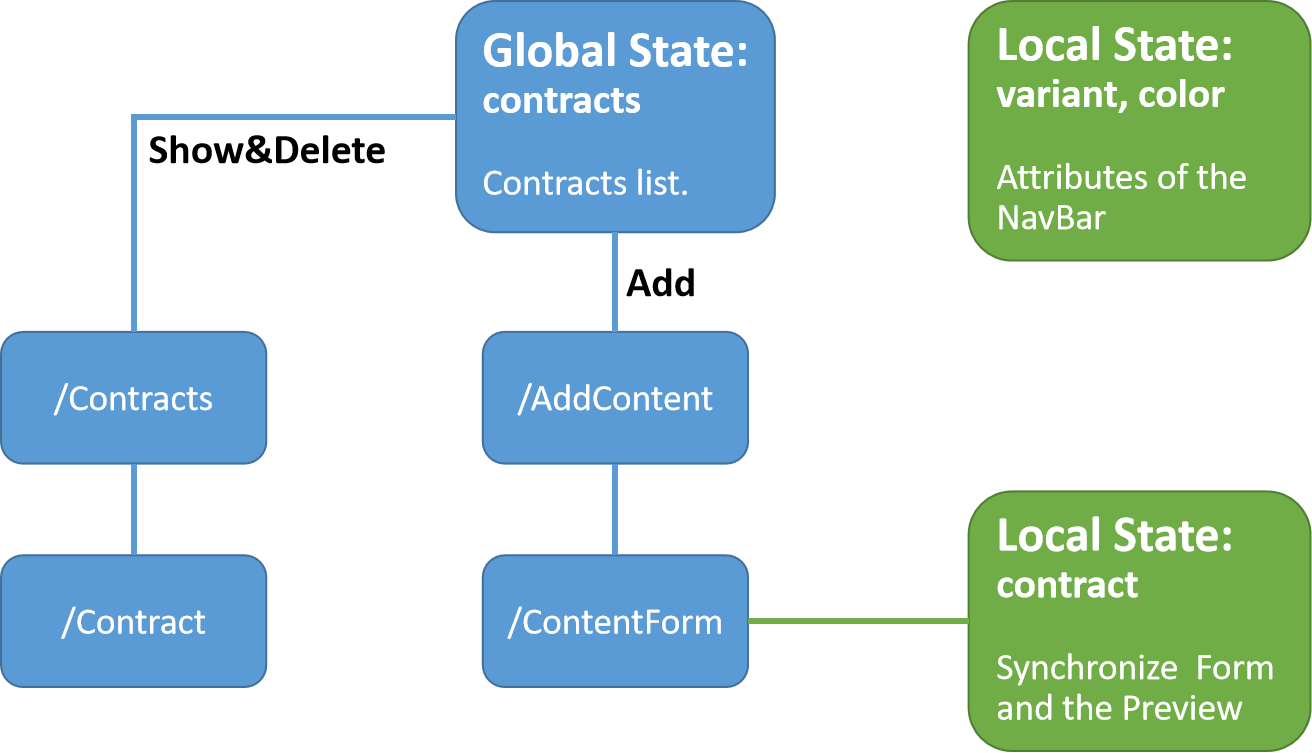 Global State:
contracts
Contracts list.
Local State:
variant, color
Attributes of the
NavBar
Show&Delete
Add
/Contracts
/AddContent
/Contract
/ContentForm
Local State:
contract
Synchronize  Form
and the Preview